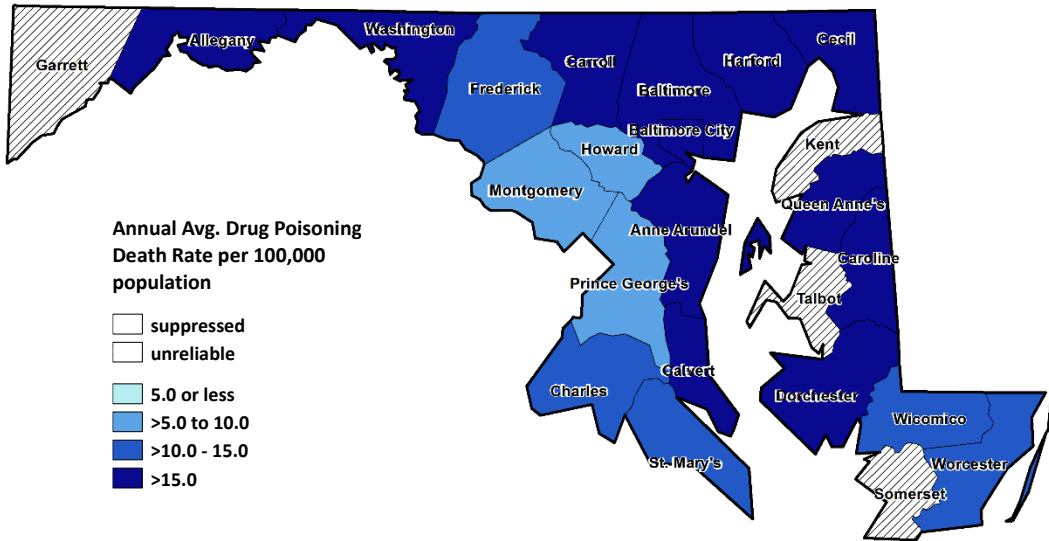 Washington
Allegany
Garrett
Frederick
Carroll
Baltimore
Harford
Cecil
Baltimore City
Howard
Kent
Montgomery
Queen Anne's
Anne Arundel
Caroline
Prince George's
Talbot
Calvert
Charles
Dorchester
Wicomico
St. Mary's
Worcester
Somerset
Annual Avg. Drug Poisoning
Death Rate per 100,000
population
suppressed
unreliable
5.0 or less
>5.0 to 10.0
>10.0 - 15.0
>15.0